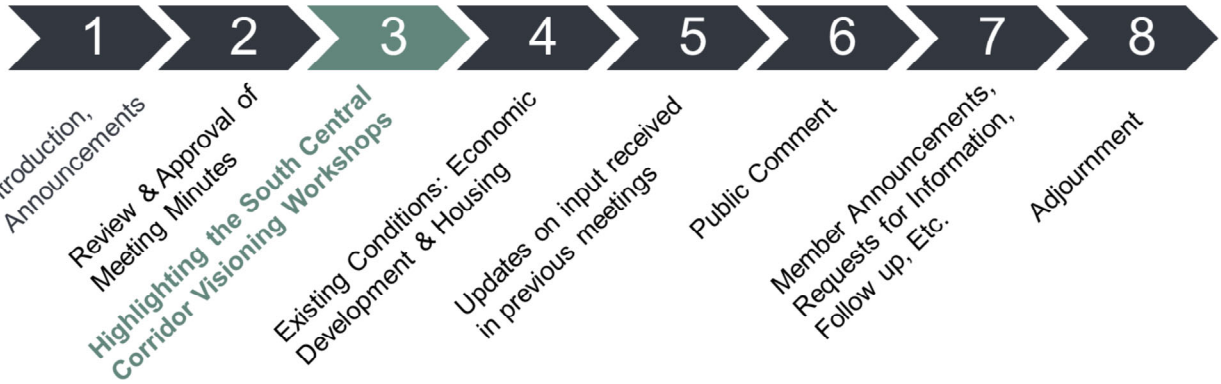 1 2 3 4 5 6 7 8
ntroduction,
Announcements
Review & Approval of
Meeting Minutes
Highlighting the South Central
Corridor Visioning Workshops
Existing Conditions: Economic
Development & Housing
Updates on input received
in previous meetings
Public Comment
Member Announcements,
Requests for Information,
Follow up, Etc.
Adjournment